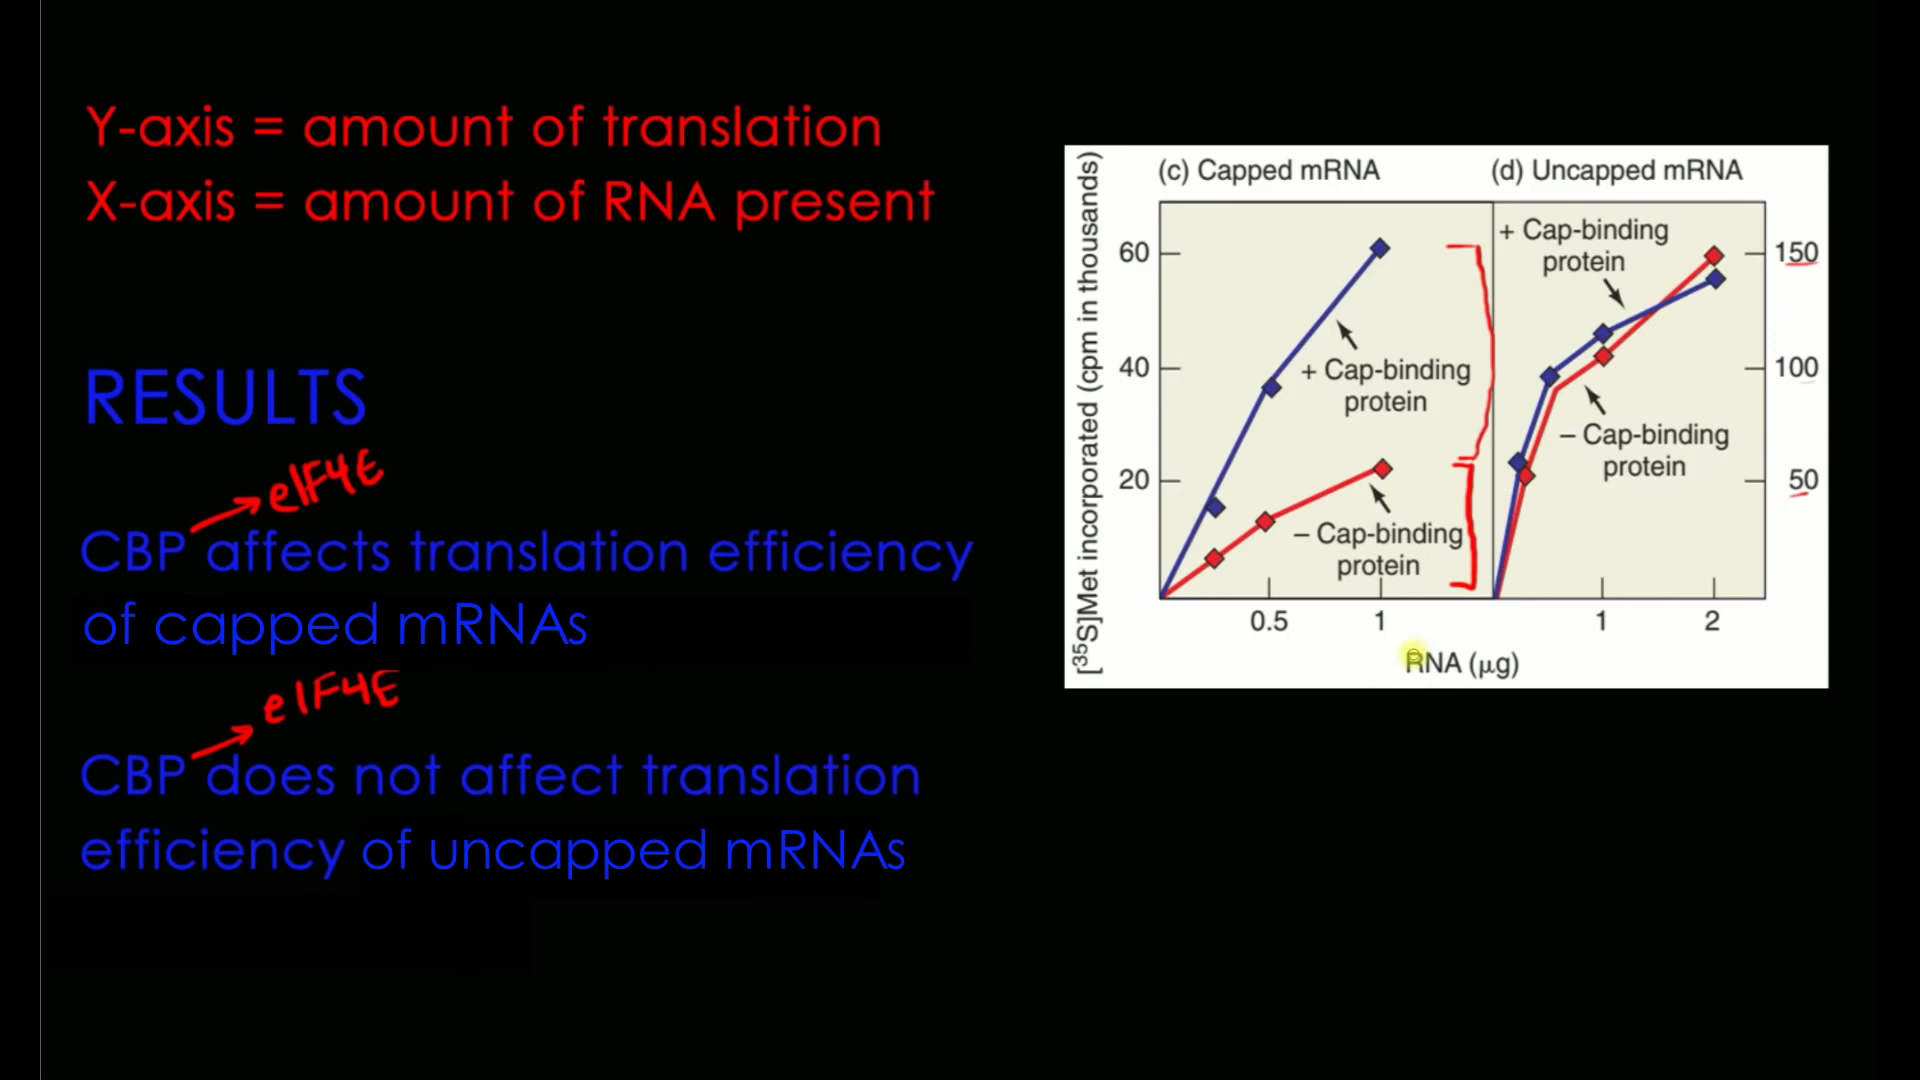 Y-axis = amount of translation
X-axis = amount of RNA present
RESULTS
eIF4E
CBP affects translation efficiency
of capped mRNAs
eIF4E
CBP does not affect translation
efficiency of uncapped mRNAs
[³⁵S]Met incorporated (cpm in thousands)
(c) Capped mRNA
(d) Uncapped mRNA
60
40
20
+ Cap-binding
protein
– Cap-binding
protein
0.5
1
+ Cap-binding
protein
– Cap-binding
protein
150
100
50
1
2
RNA (μg)